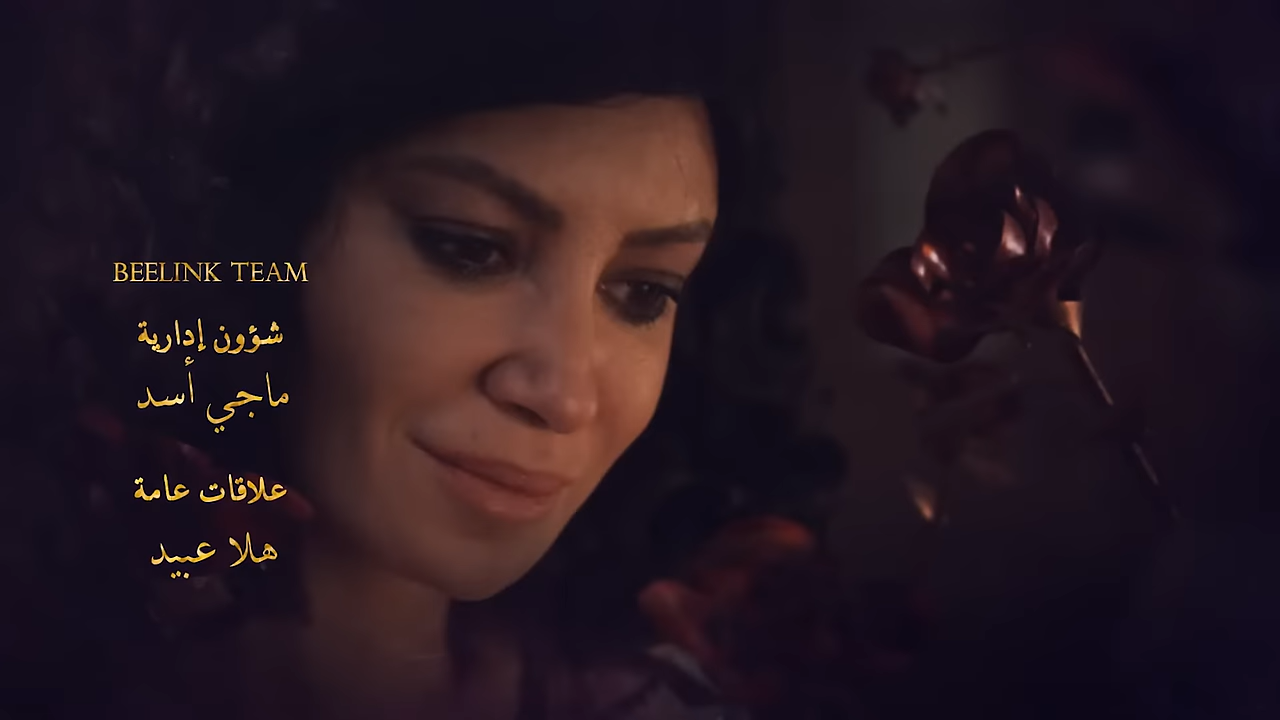 BEELINK TEAM
شؤون إدارية
ماجي أسد
علاقات عامة
هلا عبيد